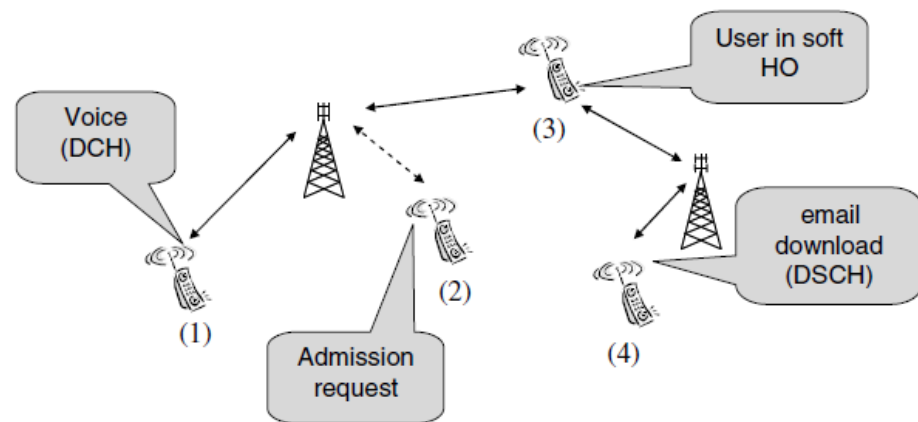 User in soft
HO
Voice
(DCH)
(3)
(2)
email
download
(DSCH)
(1)
(4)
Admission
request